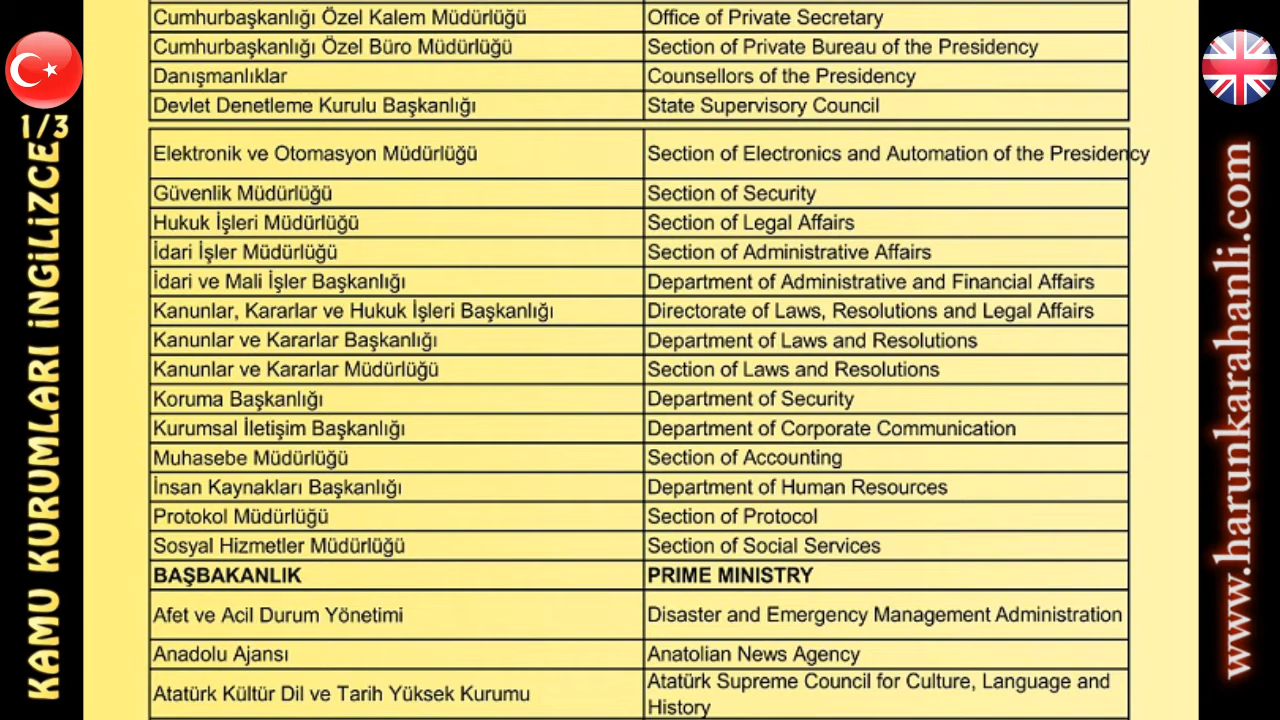 KAMU KURUMLARI İNGİLİZCE
1/3
Cumhurbaşkanlığı Özel Kalem Müdürlüğü Office of Private Secretary
Cumhurbaşkanlığı Özel Büro Müdürlüğü Section of Private Bureau of the Presidency
Danışmanlıklar Counsellors of the Presidency
Devlet Denetleme Kurulu Başkanlığı State Supervisory Council
Elektronik ve Otomasyon Müdürlüğü Section of Electronics and Automation of the Presidency
Güvenlik Müdürlüğü Section of Security
Hukuk İşleri Müdürlüğü Section of Legal Affairs
İdari İşler Müdürlüğü Section of Administrative Affairs
İdari ve Mali İşler Başkanlığı Department of Administrative and Financial Affairs
Kanunlar, Kararlar ve Hukuk İşleri Başkanlığı Directorate of Laws, Resolutions and Legal Affairs
Kanunlar ve Kararlar Başkanlığı Department of Laws and Resolutions
Kanunlar ve Kararlar Müdürlüğü Section of Laws and Resolutions
Koruma Başkanlığı Department of Security
Kurumsal İletişim Başkanlığı Department of Corporate Communication
Muhasebe Müdürlüğü Section of Accounting
İnsan Kaynakları Başkanlığı Department of Human Resources
Protokol Müdürlüğü Section of Protocol
Sosyal Hizmetler Müdürlüğü Section of Social Services
BAŞBAKANLIK PRIME MINISTRY
Afet ve Acil Durum Yönetimi Disaster and Emergency Management Administration
Anadolu Ajansı Anatolian News Agency
Atatürk Kültür Dil ve Tarih Yüksek Kurumu Atatürk Supreme Council for Culture, Language and
History
www.harunkarahanli.com